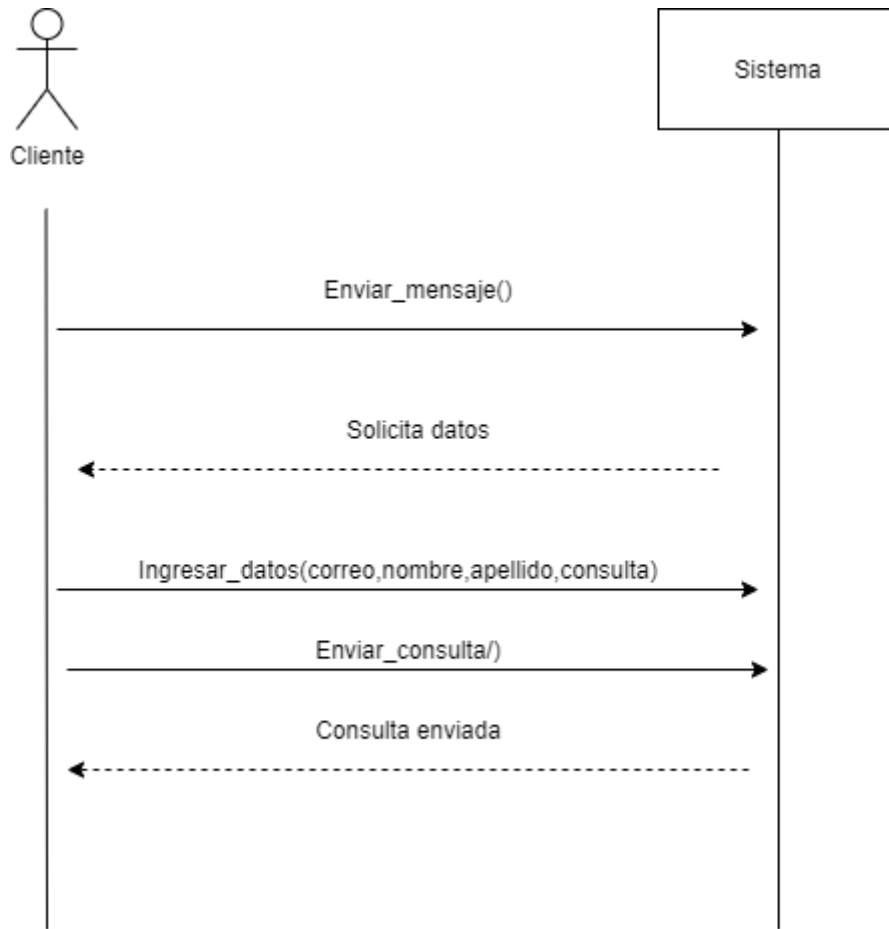 Sistema
Cliente
Enviar_mensaje()
Solicita datos
Ingresar_datos(correo,nombre,apellido,consulta)
Enviar_consulta/)
Consulta enviada